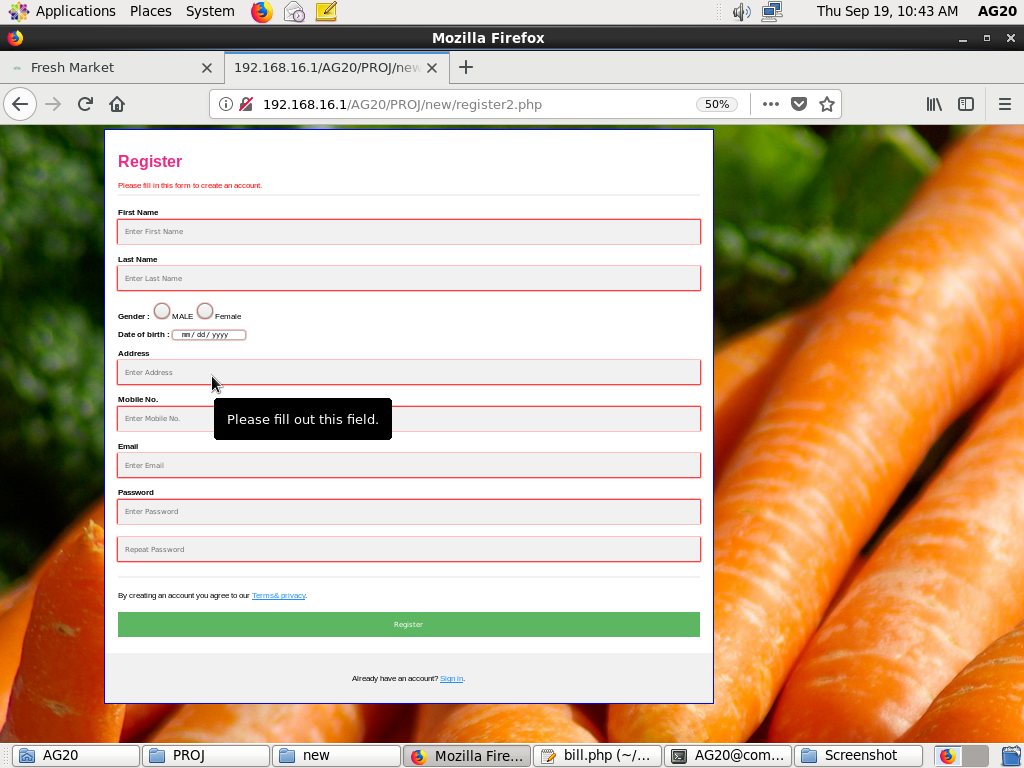 Applications Places System Thu Sep 19, 10:43 AM AG20
Mozilla Firefox
Fresh Market 192.168.16.1/AG20/PROJ/new
192.168.16.1/AG20/PROJ/new/register2.php 50%
Register
Please fill in this form to create an account.
First Name
Enter First Name
Last Name
Enter Last Name
Gender : MALE Female
Date of birth : mm / dd / yyyy
Address
Enter Address
Mobile No.
Enter Mobile No.
Please fill out this field.
Email
Enter Email
Password
Enter Password
Repeat Password
By creating an account you agree to our Terms& privacy.
Register
Already have an account? Sign in.
AG20 PROJ new Mozilla Fire... bill.php (~/... AG20@com... Screenshot